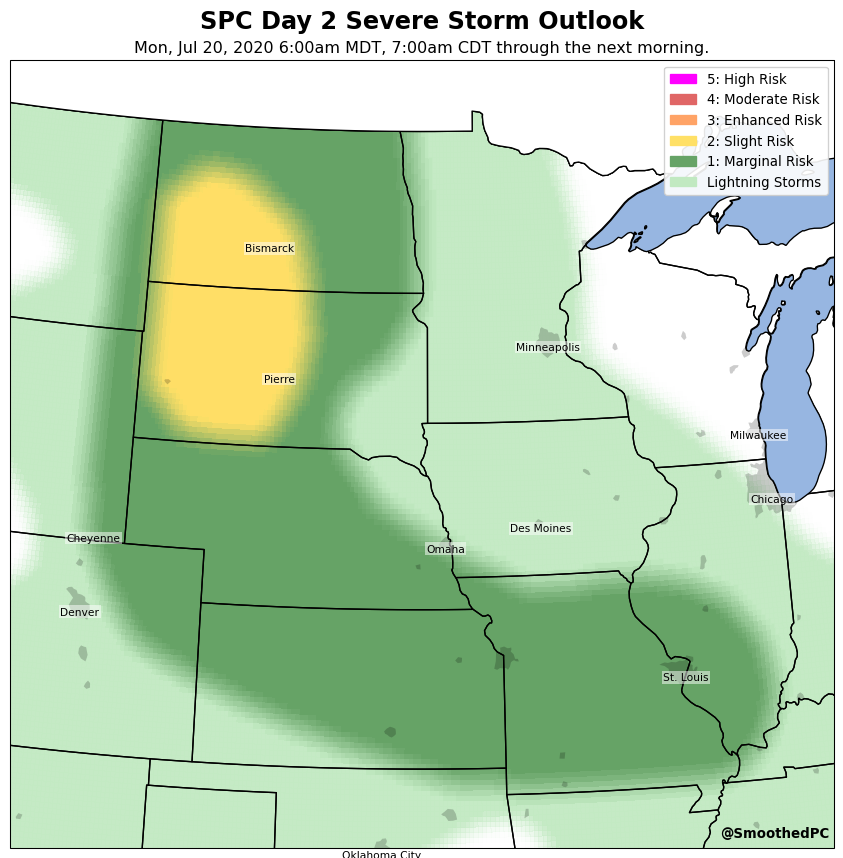 SPC Day 2 Severe Storm Outlook
Mon, Jul 20, 2020 6:00am MDT, 7:00am CDT through the next morning.
5: High Risk
4: Moderate Risk
3: Enhanced Risk
2: Slight Risk
1: Marginal Risk
Lightning Storms
Bismarck
Minneapolis
Pierre
Milwaukee
Chicago
Des Moines
Cheyenne
Omaha
Denver
St. Louis
@SmoothedPC
Oklahoma City